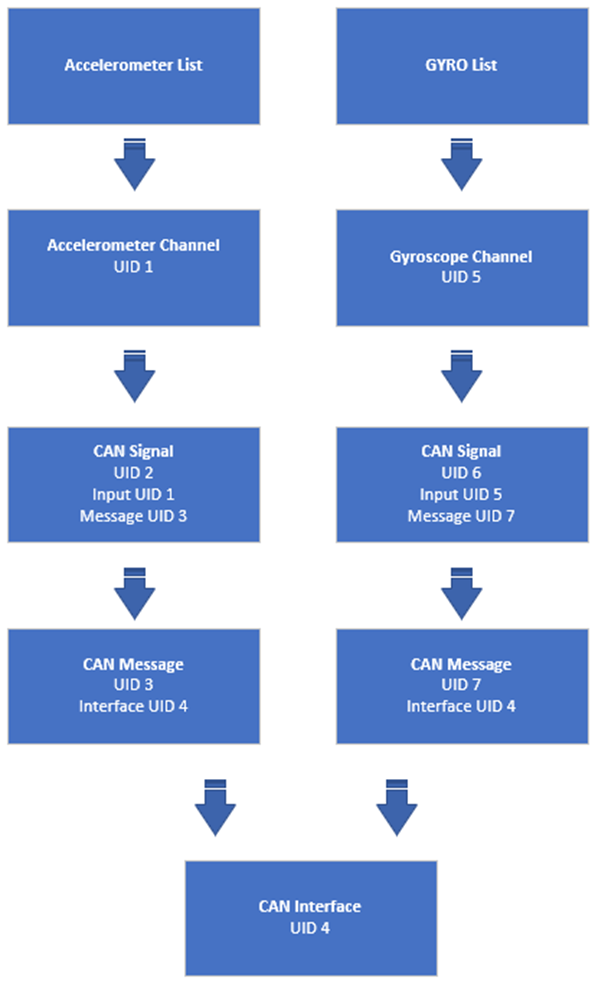 Accelerometer List
GYRO List
Accelerometer Channel
UID 1
Gyroscope Channel
UID 5
CAN Signal
UID 2
Input UID 1
Message UID 3
CAN Signal
UID 6
Input UID 5
Message UID 7
CAN Message
UID 3
Interface UID 4
CAN Message
UID 7
Interface UID 4
CAN Interface
UID 4